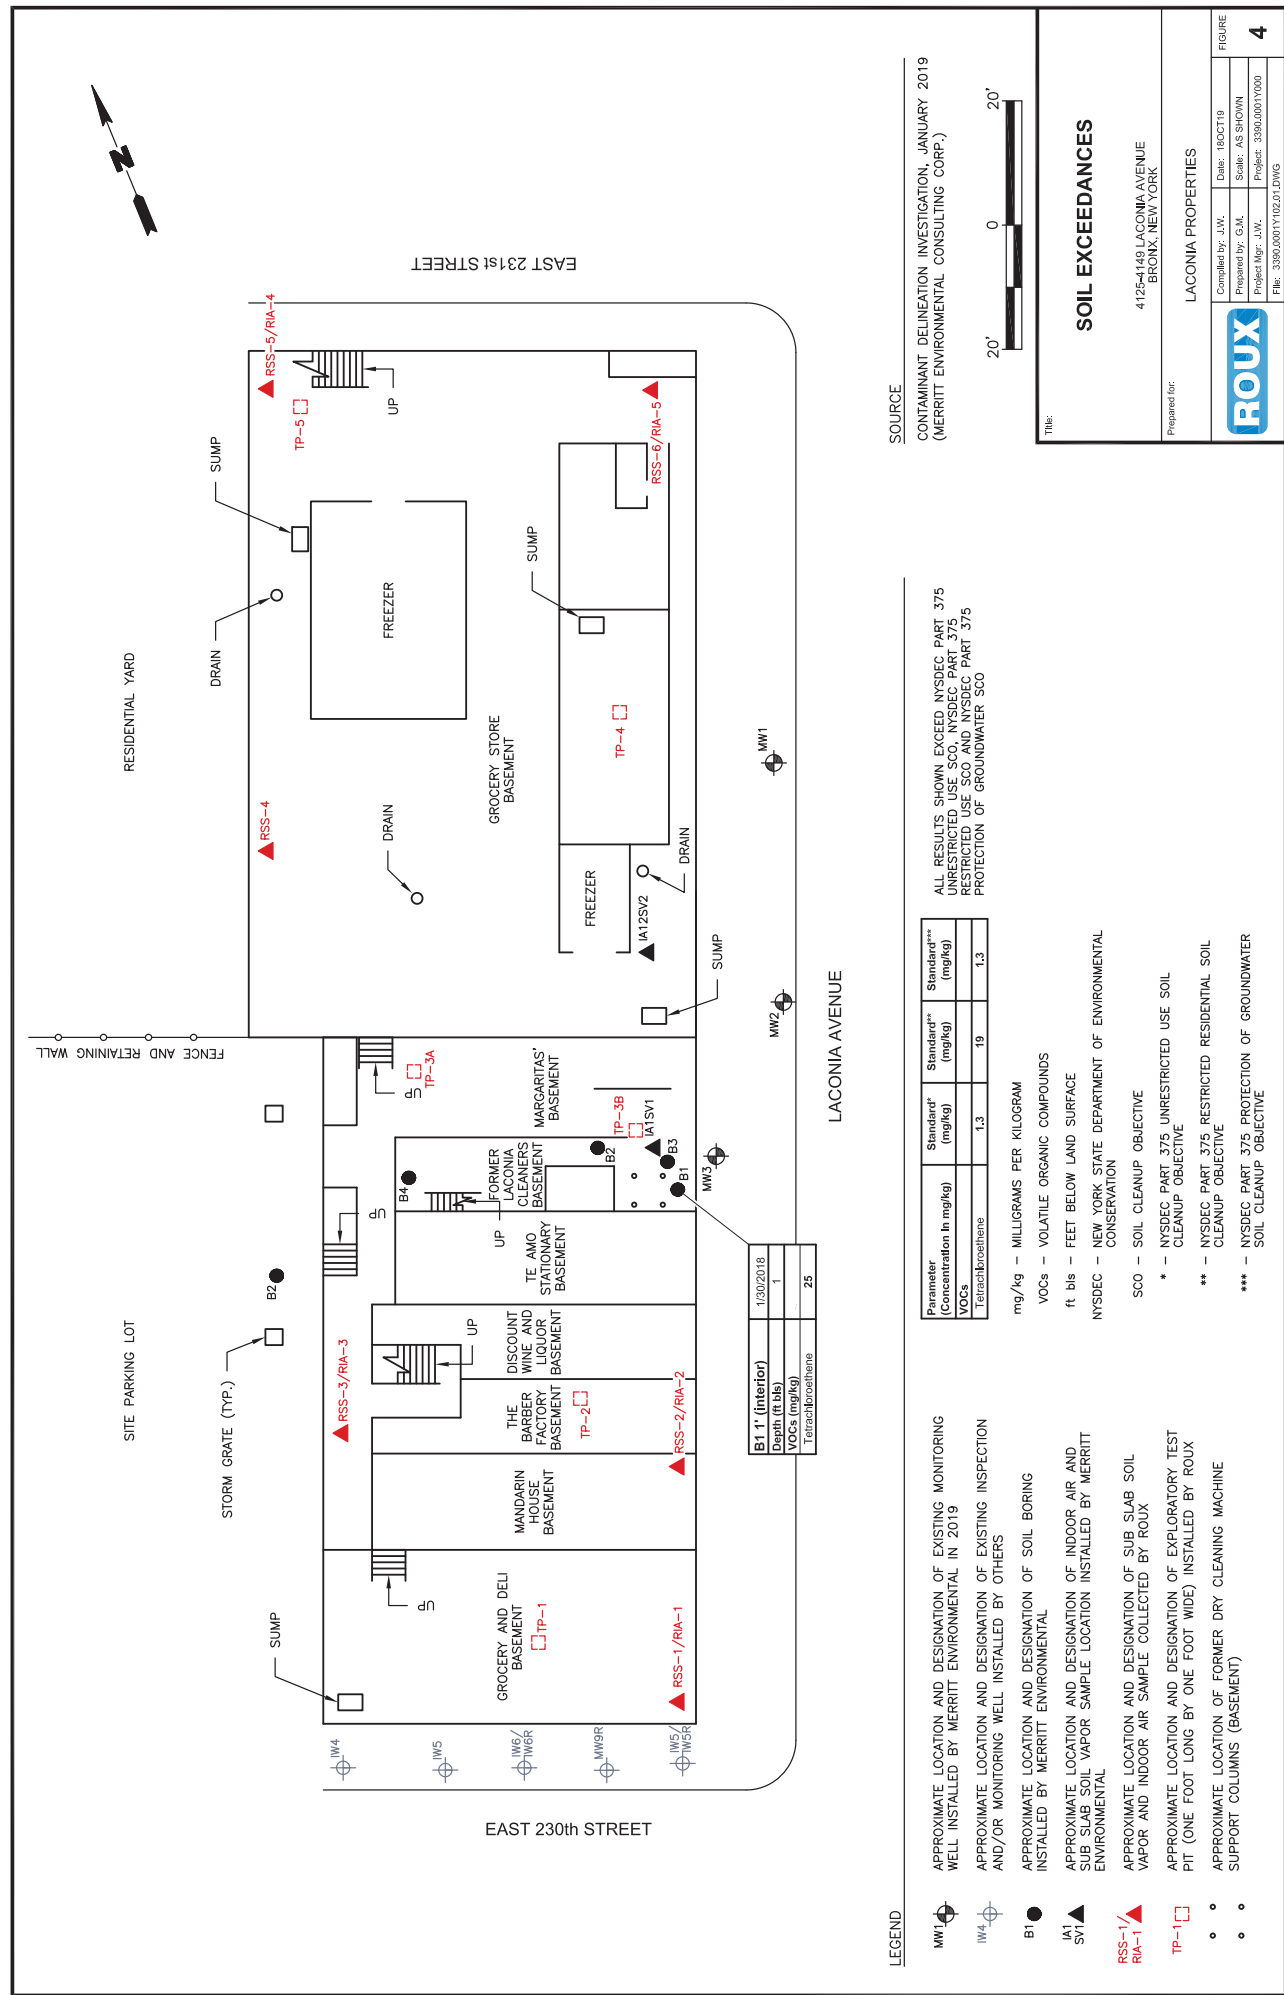 N
EAST 231st STREET
RESIDENTIAL YARD
FENCE AND RETAINING WALL
SITE PARKING LOT
STORM GRATE (TYP.)
SUMP
DRAIN
SUMP
RSS-5/RIA-4
TP-5
UP
FREEZER
RSS-4
DRAIN
GROCERY STORE
BASEMENT
SUMP
RSS-6/RIA-5
TP-4
FREEZER
DRAIN
IA12SV2
SUMP
MW1
MW2
MW3
LACONIA AVENUE
UP
TP-3A
MARGARITAS'
BASEMENT
TP-3B
IA1SV1
B2
B3
B1
B4
FORMER
LACONIA
CLEANERS
BASEMENT
UP
UP
B2
TE AMO
STATIONARY
BASEMENT
DISCOUNT
WINE AND
LIQUOR
BASEMENT
UP
RSS-3/RIA-3
THE
BARBER
FACTORY
BASEMENT
TP-2
RSS-2/RIA-2
MANDARIN
HOUSE
BASEMENT
UP
GROCERY AND DELI
BASEMENT
TP-1
RSS-1/RIA-1
SUMP
IW4
IW5
IW6/
IW6R
MW9R
IW5/
IW5R
EAST 230th STREET
B1 1' (interior) 1/30/2018
Depth (ft bls) 1
VOCs (mg/kg)
Tetrachloroethene 25
LEGEND
MW1 APPROXIMATE LOCATION AND DESIGNATION OF EXISTING MONITORING
WELL INSTALLED BY MERRITT ENVIRONMENTAL IN 2019
IW4 APPROXIMATE LOCATION AND DESIGNATION OF EXISTING INSPECTION
AND/OR MONITORING WELL INSTALLED BY OTHERS
B1 APPROXIMATE LOCATION AND DESIGNATION OF SOIL BORING
INSTALLED BY MERRITT ENVIRONMENTAL
IA1
SV1
APPROXIMATE LOCATION AND DESIGNATION OF INDOOR AIR AND
SUB SLAB SOIL VAPOR SAMPLE LOCATION INSTALLED BY MERRITT
ENVIRONMENTAL
RSS-1/
RIA-1
APPROXIMATE LOCATION AND DESIGNATION OF SUB SLAB SOIL
VAPOR AND INDOOR AIR SAMPLE COLLECTED BY ROUX
TP-1 APPROXIMATE LOCATION AND DESIGNATION OF EXPLORATORY TEST
PIT (ONE FOOT LONG BY ONE FOOT WIDE) INSTALLED BY ROUX
APPROXIMATE LOCATION OF FORMER DRY CLEANING MACHINE
SUPPORT COLUMNS (BASEMENT)
Parameter
(Concentration in mg/kg)
Standard*
(mg/kg)
Standard**
(mg/kg)
Standard***
(mg/kg)
VOCs
Tetrachloroethene 1.3 19 1.3
ALL RESULTS SHOWN EXCEED NYSDEC PART 375
UNRESTRICTED USE SCO, NYSDEC PART 375
RESTRICTED USE SCO AND NYSDEC PART 375
PROTECTION OF GROUNDWATER SCO
mg/kg – MILLIGRAMS PER KILOGRAM
VOCs – VOLATILE ORGANIC COMPOUNDS
ft bls – FEET BELOW LAND SURFACE
NYSDEC – NEW YORK STATE DEPARTMENT OF ENVIRONMENTAL
CONSERVATION
SCO – SOIL CLEANUP OBJECTIVE
* – NYSDEC PART 375 UNRESTRICTED USE SOIL
CLEANUP OBJECTIVE
** – NYSDEC PART 375 RESTRICTED RESIDENTIAL SOIL
CLEANUP OBJECTIVE
*** – NYSDEC PART 375 PROTECTION OF GROUNDWATER
SOIL CLEANUP OBJECTIVE
SOURCE
CONTAMINANT DELINEATION INVESTIGATION, JANUARY 2019
(MERRITT ENVIRONMENTAL CONSULTING CORP.)
20' 0 20'
Title:
SOIL EXCEEDANCES
4125-4149 LACONIA AVENUE
BRONX, NEW YORK
Prepared for:
LACONIA PROPERTIES
ROUX
Compiled by: J.W. Date: 18OCT19
Prepared by: G.M. Scale: AS SHOWN
Project Mgr: J.W. Project: 3390.0001Y000
File: 3390.0001Y102.01.DWG
FIGURE
4